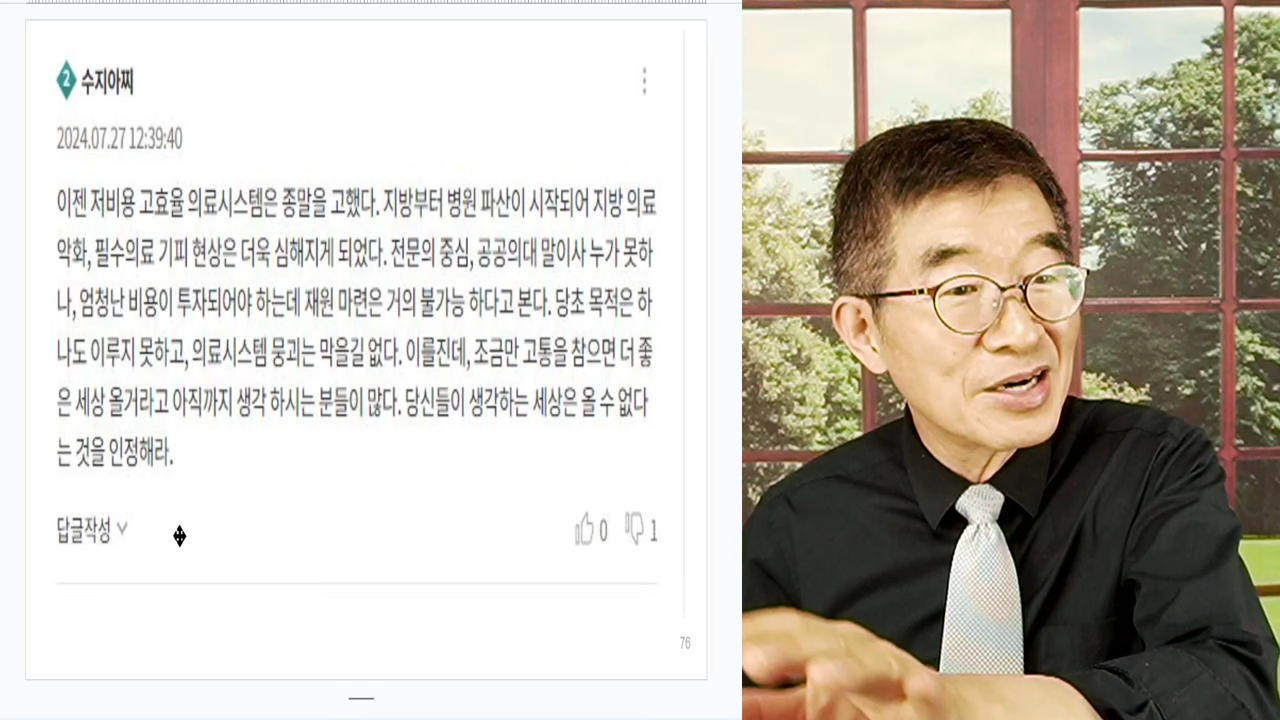 2 수지아찌
2024.07.27 12:39:40
이젠 저비용 고효율 의료시스템은 종말을 고했다. 지방부터 병원 파산이 시작되어 지방 의료
악화, 필수의료 기피 현상은 더욱 심해지게 되었다. 전문의 중심, 공공의대 말이사 누가 못하
나, 엄청난 비용이 투자되어야 하는데 재원 마련은 거의 불가능 하다고 본다. 당초 목적은 하
나도 이루지 못하고, 의료시스템 뭉괴는 막을길 없다. 이를진데, 조금만 고통을 참으면 더 좋
은 세상 올거라고 아직까지 생각 하시는 분들이 많다. 당신들이 생각하는 세상은 올 수 없다
는 것을 인정해라.
답글작성
0 1
76